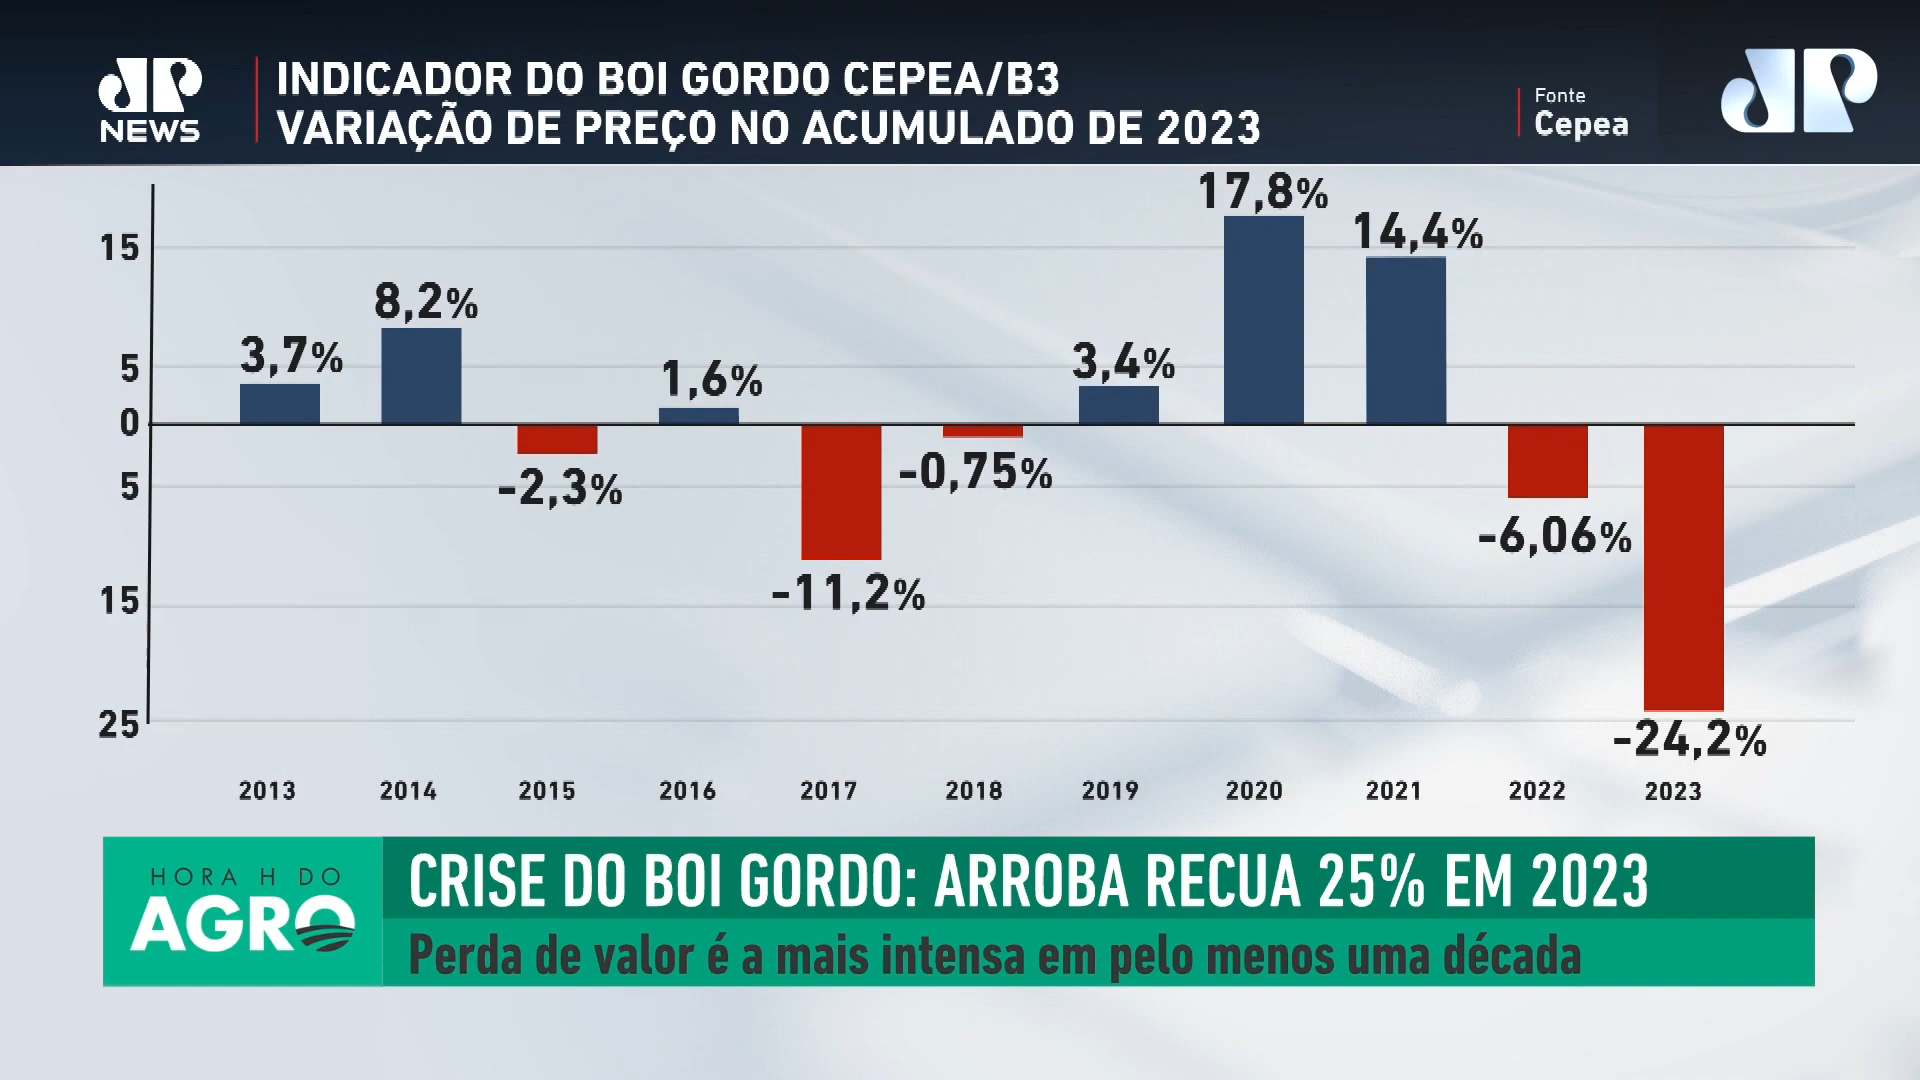 JP
NEWS
INDICADOR DO BOI GORDO CEPEA/B3
VARIAÇÃO DE PREÇO NO ACUMULADO DE 2023
Fonte
Cepea
JP
15
5
0
5
15
25
3,7%
8,2%
-2,3%
1,6%
-11,2%
-0,75%
3,4%
17,8%
14,4%
-6,06%
-24,2%
2013 2014 2015 2016 2017 2018 2019 2020 2021 2022 2023
HORA H DO
AGRO
CRISE DO BOI GORDO: ARROBA RECUA 25% EM 2023
Perda de valor é a mais intensa em pelo menos uma década